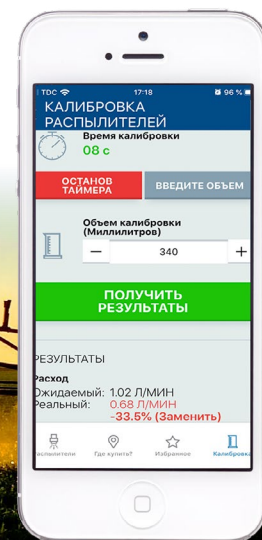 TDC 17:18 96 %
КАЛИБРОВКА
РАСПЫЛИТЕЛЕЙ
Время калибровки
08 с
ОСТАНОВ
ТАЙМЕРА
ВВЕДИТЕ ОБЪЕМ
Объем калибровки
(Миллилитров)
— 340 +
ПОЛУЧИТЬ
РЕЗУЛЬТАТЫ
РЕЗУЛЬТАТЫ
Расход
Ожидаемый: 1.02 Л/МИН
Реальный: 0.68 Л/МИН
-33.5% (Заменить)
Распылители Где купить? Избранное Калибровка